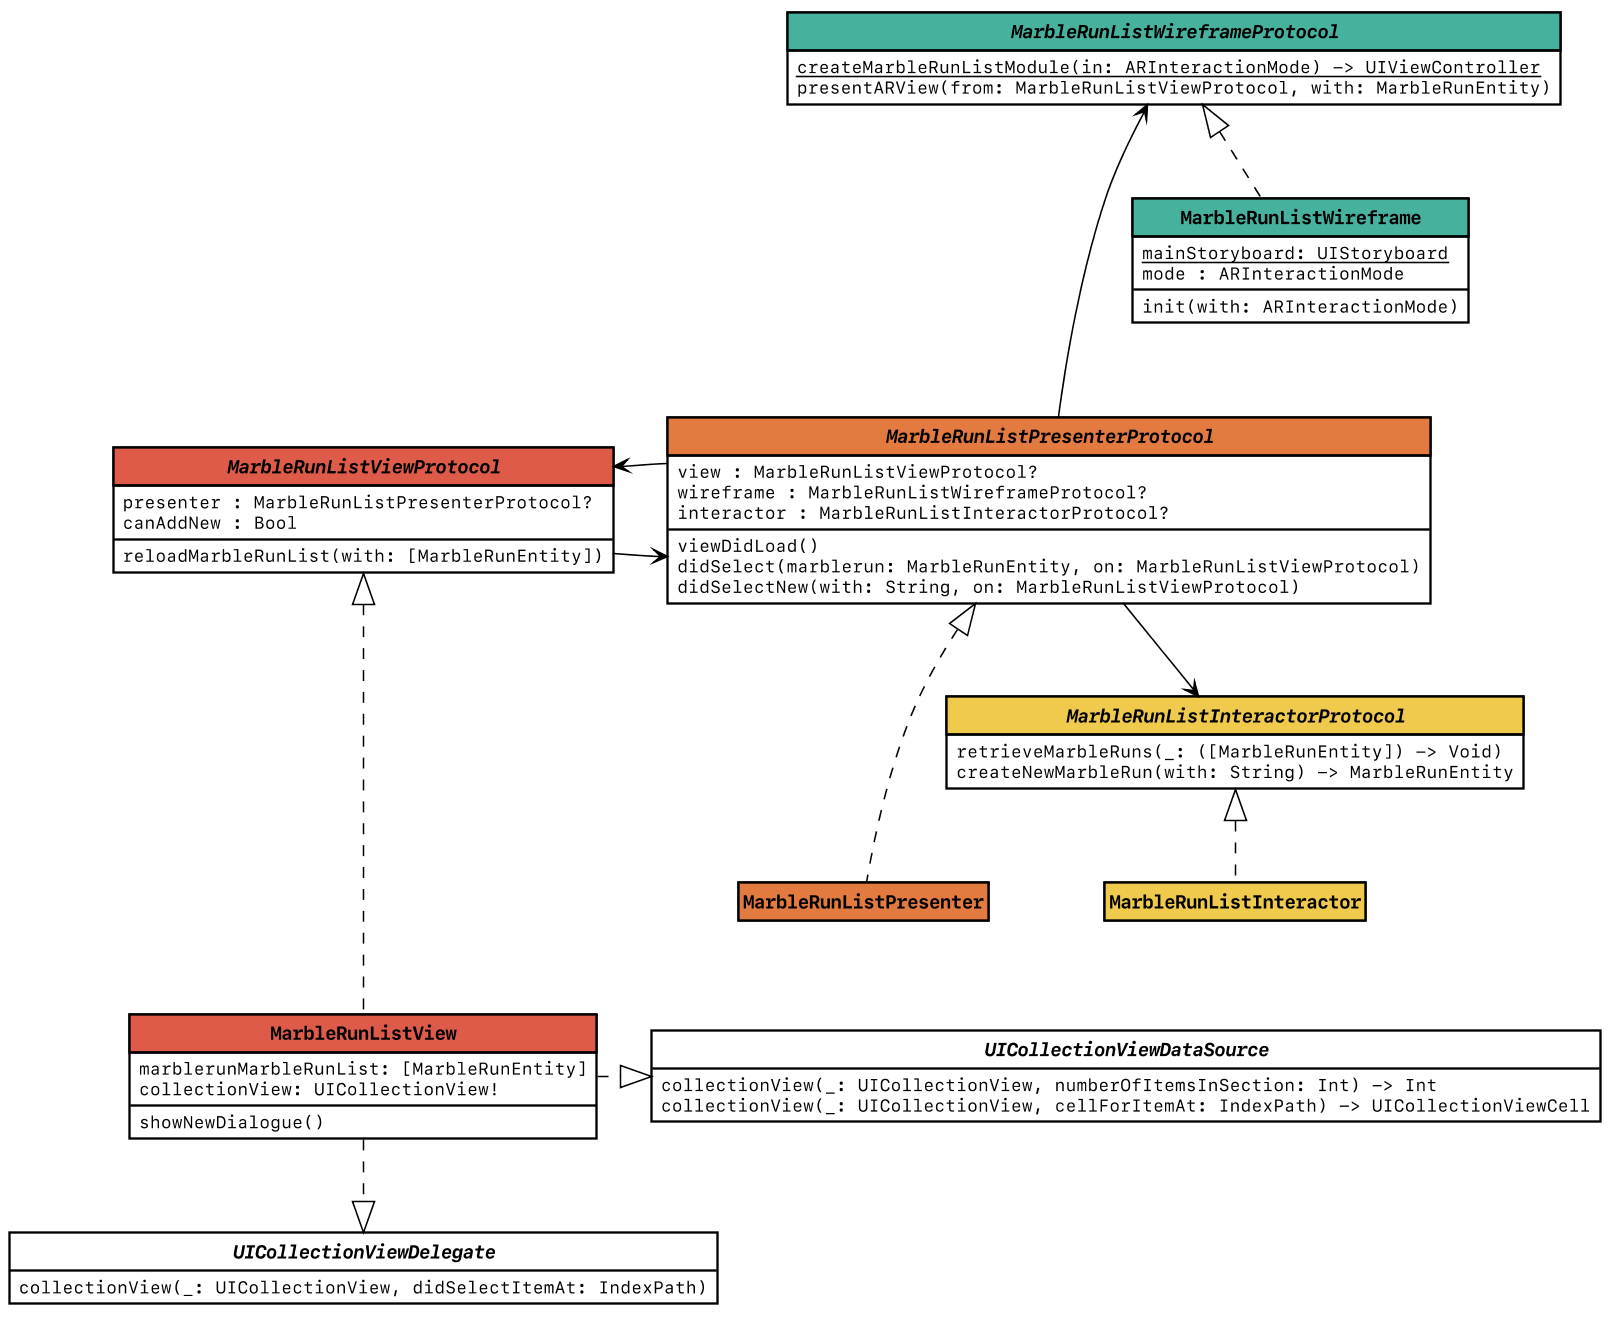 MarbleRunListWireframeProtocol
createMarbleRunListModule(in: ARInteractionMode) -> UIViewController
presentARView(from: MarbleRunListViewProtocol, with: MarbleRunEntity)
MarbleRunListWireframe
mainStoryboard: UIStoryboard
mode : ARInteractionMode
init(with: ARInteractionMode)
MarbleRunListPresenterProtocol
view : MarbleRunListViewProtocol?
wireframe : MarbleRunListWireframeProtocol?
interactor : MarbleRunListInteractorProtocol?
viewDidLoad()
didSelect(marblerun: MarbleRunEntity, on: MarbleRunListViewProtocol)
didSelectNew(with: String, on: MarbleRunListViewProtocol)
MarbleRunListViewProtocol
presenter : MarbleRunListPresenterProtocol?
canAddNew : Bool
reloadMarbleRunList(with: [MarbleRunEntity])
MarbleRunListInteractorProtocol
retrieveMarbleRuns(_: ([MarbleRunEntity]) -> Void)
createNewMarbleRun(with: String) -> MarbleRunEntity
MarbleRunListPresenter
MarbleRunListInteractor
MarbleRunListView
marblerunMarbleRunList: [MarbleRunEntity]
collectionView: UICollectionView!
showNewDialogue()
UICollectionViewDataSource
collectionView(_: UICollectionView, numberOfItemsInSection: Int) -> Int
collectionView(_: UICollectionView, cellForItemAt: IndexPath) -> UICollectionViewCell
UICollectionViewDelegate
collectionView(_: UICollectionView, didSelectItemAt: IndexPath)